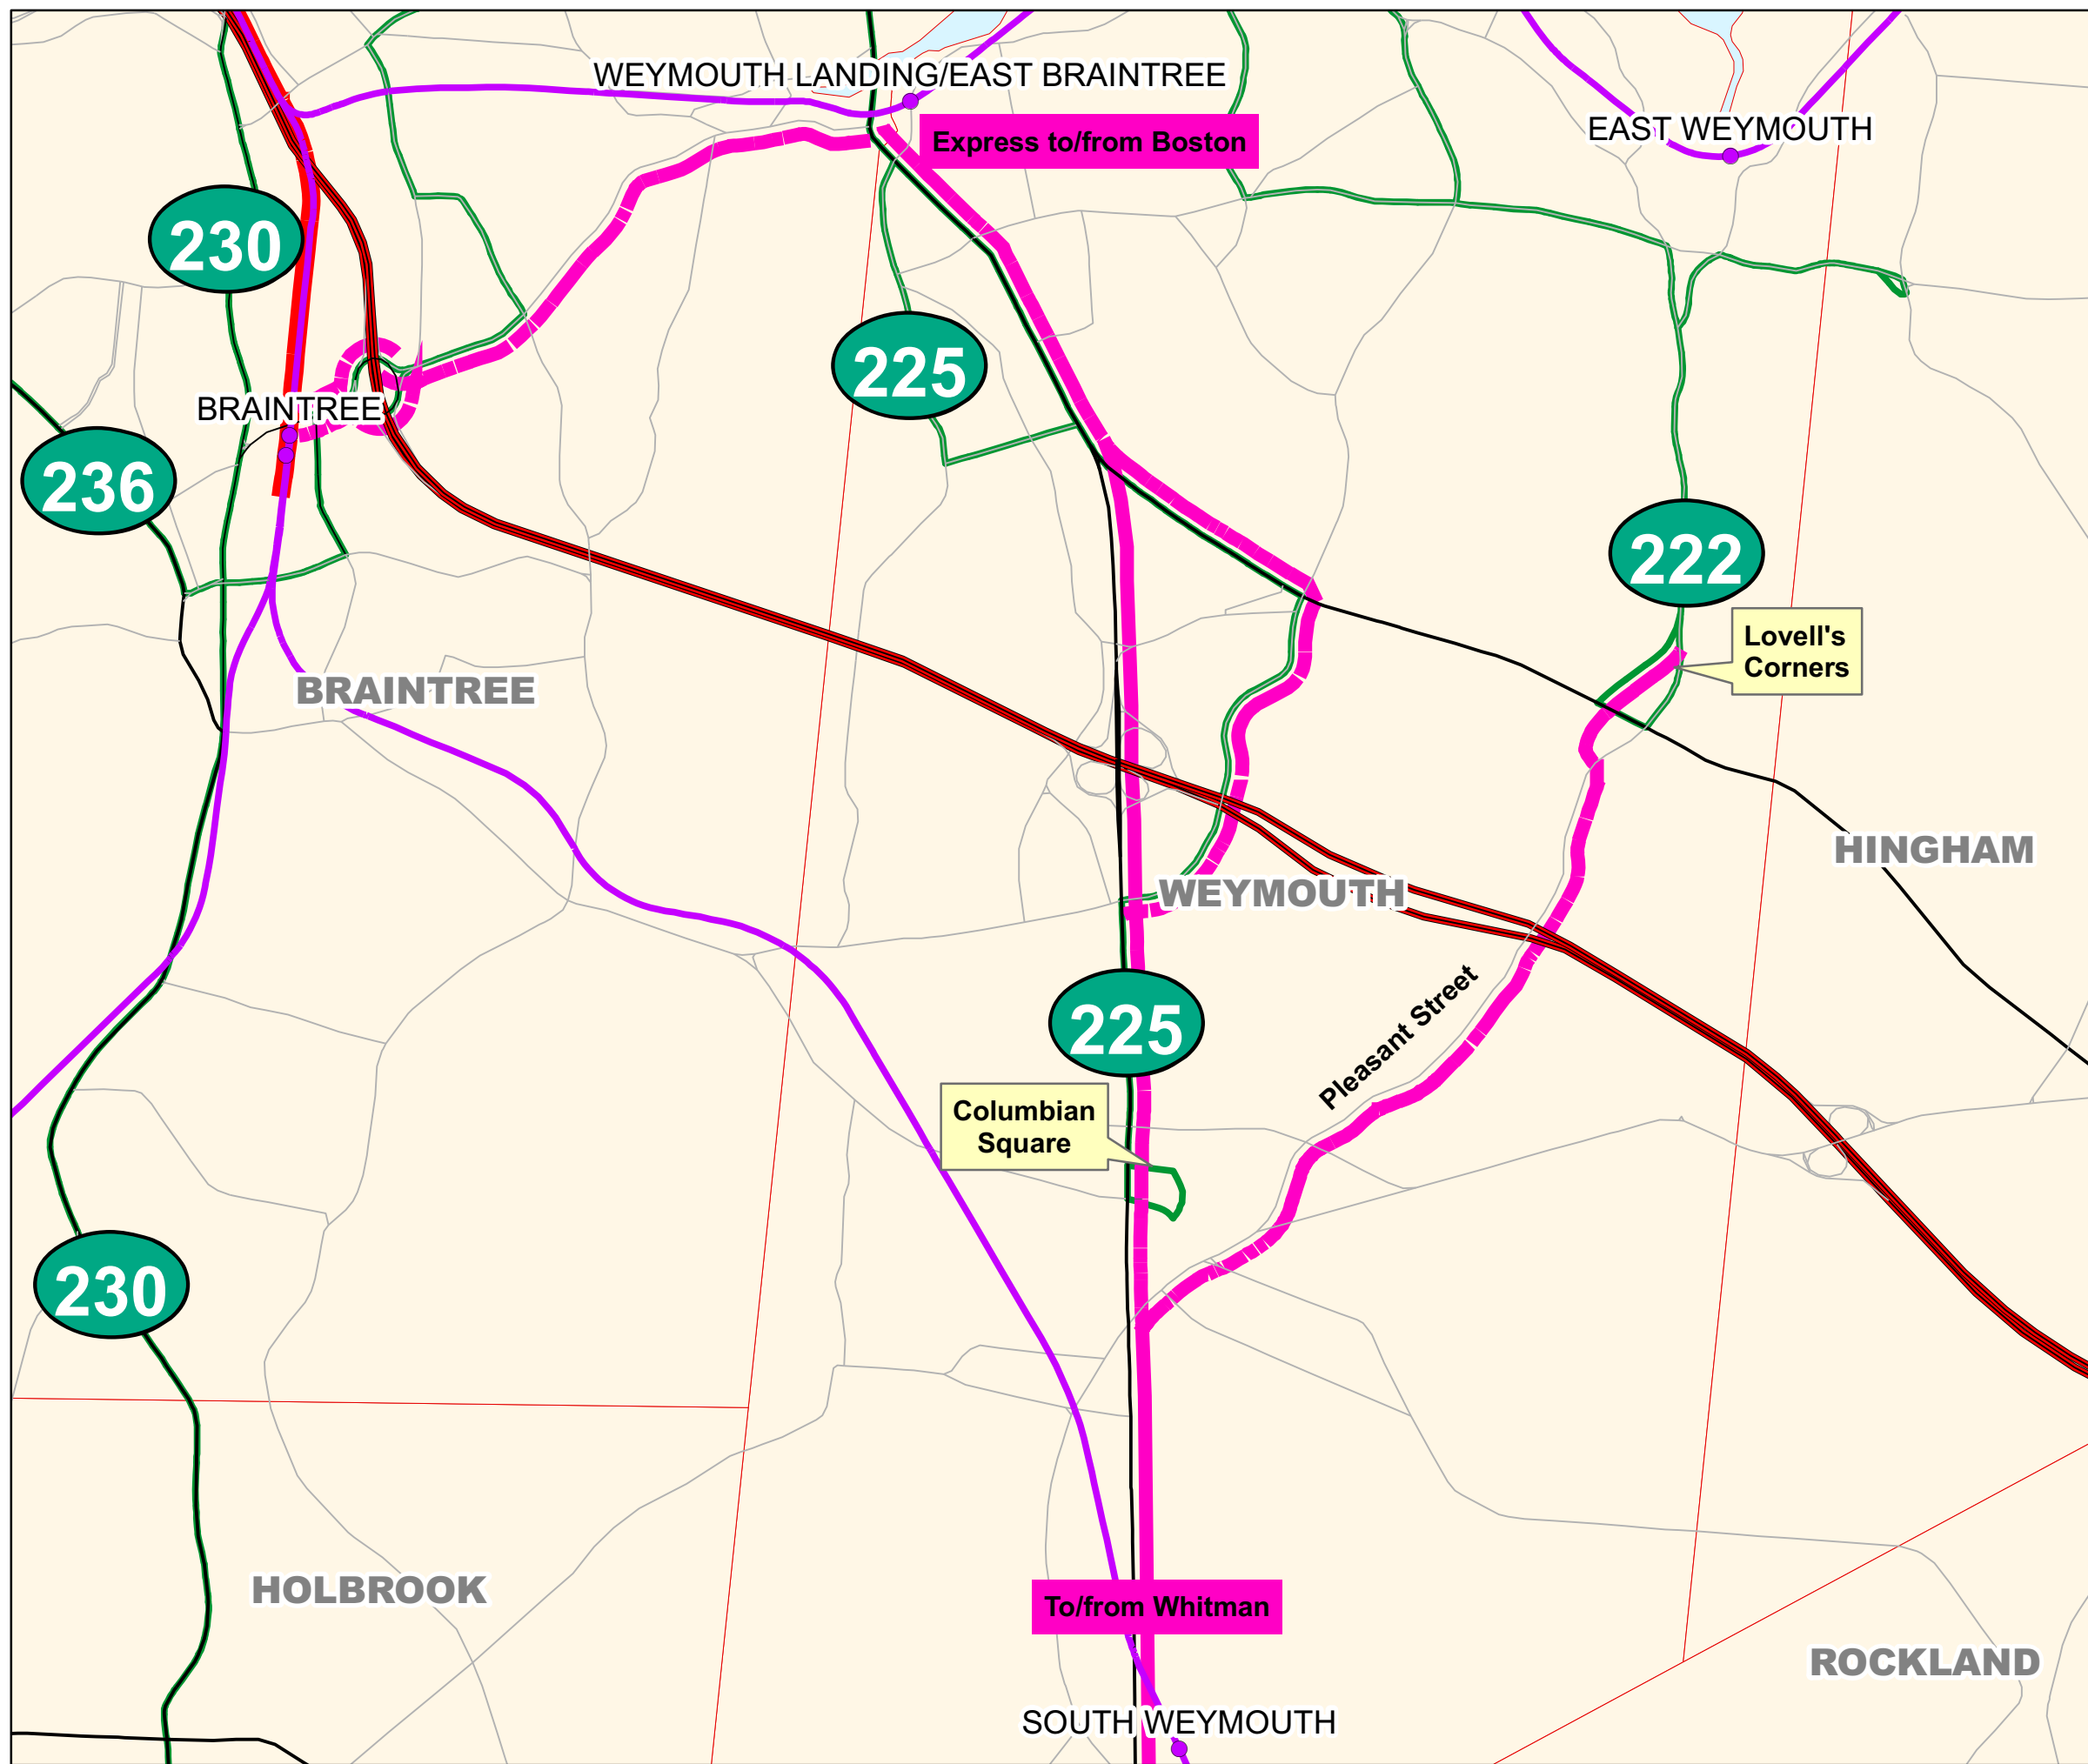 WEYMOUTH LANDING/EAST BRAINTREE
EAST WEYMOUTH
Express to/from Boston
230
225
BRAINTREE
236
222
Lovell's
Corners
BRAINTREE
HINGHAM
WEYMOUTH
Pleasant Street
225
Columbian
Square
230
HOLBROOK
To/from Whitman
ROCKLAND
SOUTH WEYMOUTH